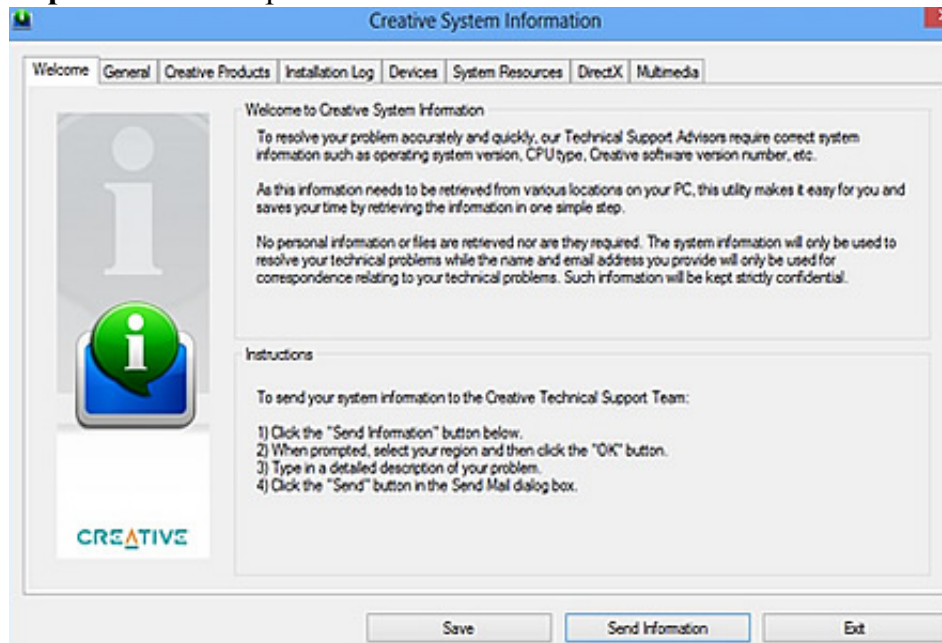 Creative System Information
Welcome General Creative Products Installation Log Devices System Resources DirectX Multimedia
Welcome to Creative System Information
To resolve your problem accurately and quickly, our Technical Support Advisors require correct system
information such as operating system version, CPU type, Creative software version number, etc.
As this information needs to be retrieved from various locations on your PC, this utility makes it easy for you and
saves your time by retrieving the information in one simple step.
No personal information or files are retrieved nor are they required. The system information will only be used to
resolve your technical problems while the name and email address you provide will only be used for
correspondence relating to your technical problems. Such information will be kept strictly confidential.
Instructions
To send your system information to the Creative Technical Support Team:
1) Click the "Send Information" button below.
2) When prompted, select your region and then click the "OK" button.
3) Type in a detailed description of your problem.
4) Click the "Send" button in the Send Mail dialog box.
CREATIVE
Save Send Information Exit